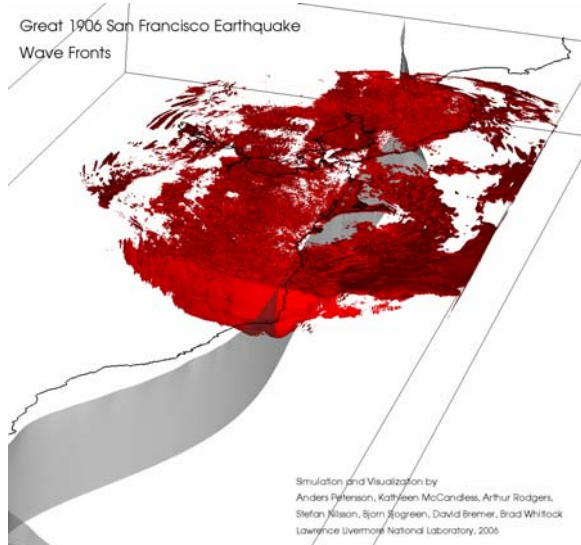 Great 1906 San Francisco Earthquake
Wave Fronts
Simulation and Visualization by
Anders Petersson, Kathleen McCandless, Arthur Rodgers,
Stefan Nilsson, Bjorn Sjogreen, David Bremer, Brad Whitlock
Lawrence Livermore National Laboratory, 2006